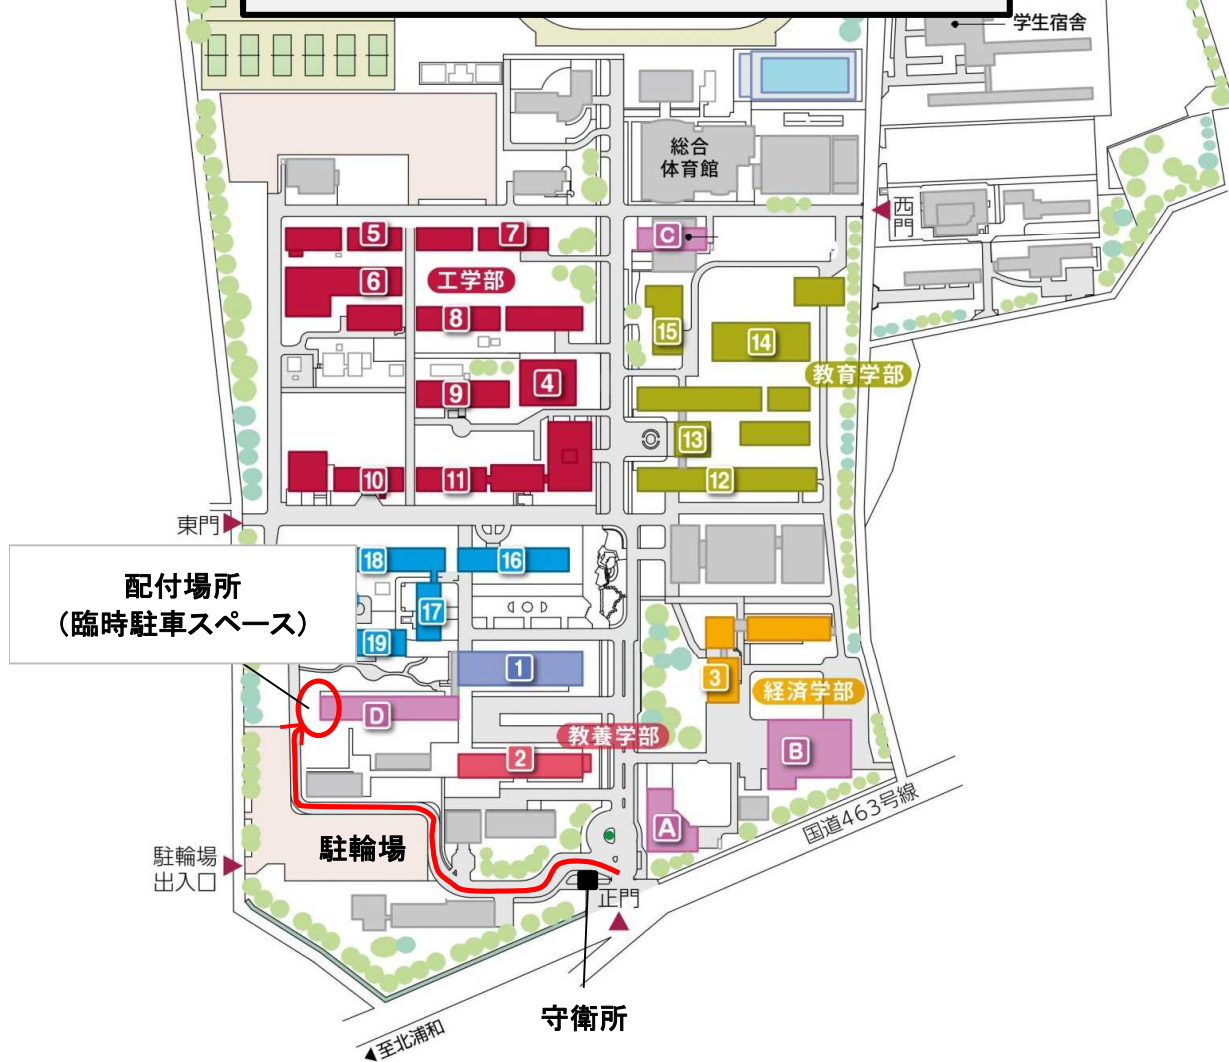 学生宿舎
総合
体育館
西門
C
5
7
6
工学部
15
14
8
教育学部
4
9
13
10
11
12
東門
18
16
配付場所
（臨時駐車スペース）
17
19
1
3
経済学部
D
教養学部
2
B
A
国道463号線
駐輪場
駐輪場
出入口
正門
守衛所
◀至北浦和